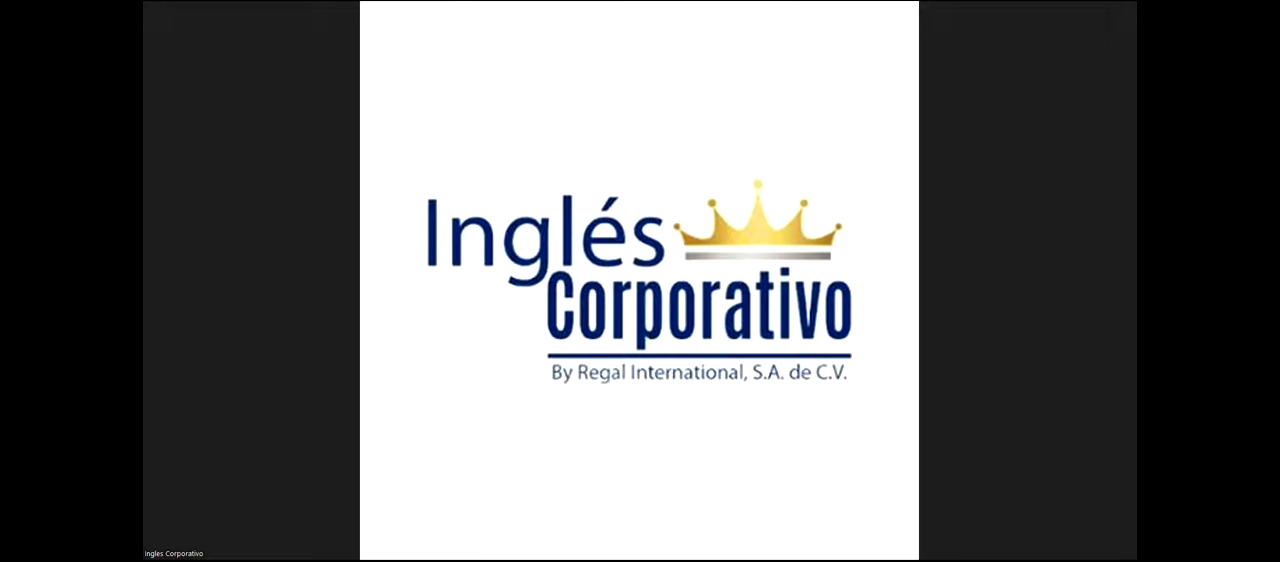 Inglés
Corporativo
By Regal International, S.A. de C.V.
Ingles Corporativo